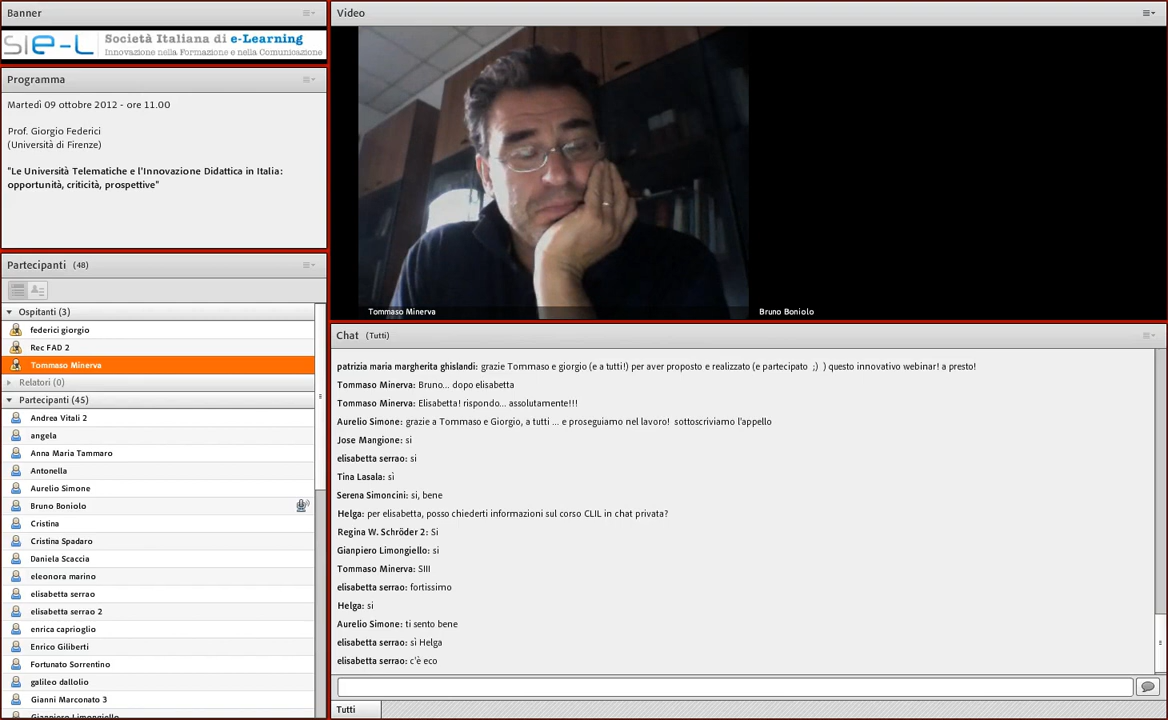 Banner
sie-L Società Italiana di e-Learning
Innovazione nella Formazione e nella Comunicazione
Programma
Martedì 09 ottobre 2012 - ore 11.00
Prof. Giorgio Federici
(Università di Firenze)
"Le Università Telematiche e l'Innovazione Didattica in Italia:
opportunità, criticità, prospettive"
Partecipanti (48)
Ospitanti (3)
federici giorgio
Rec FAD 2
Tommaso Minerva
Relatori (0)
Partecipanti (45)
Andrea Vitali 2
angela
Anna Maria Tammaro
Antonella
Aurelio Simone
Bruno Boniolo
Cristina
Cristina Spadaro
Daniela Scaccia
eleonora marino
elisabetta serrao
elisabetta serrao 2
enrica caprioglio
Enrico Giliberti
Fortunato Sorrentino
galileo dallolio
Gianni Marconato 3
Gianpiero Limongiello
Video
Tommaso Minerva
Bruno Boniolo
Chat (Tutti)
patrizia maria margherita ghislandi: grazie Tommaso e giorgio (e a tutti!) per aver proposto e realizzato (e partecipato ;) ) questo innovativo webinar! a presto!
Tommaso Minerva: Bruno... dopo elisabetta
Tommaso Minerva: Elisabetta! rispondo... assolutamente!!!
Aurelio Simone: grazie a Tommaso e Giorgio, a tutti ... e proseguiamo nel lavoro! sottoscriviamo l'appello
Jose Mangione: si
elisabetta serrao: si
Tina Lasala: sì
Serena Simoncini: si, bene
Helga: per elisabetta, posso chiederti informazioni sul corso CLIL in chat privata?
Regina W. Schröder 2: Si
Gianpiero Limongiello: si
Tommaso Minerva: SIII
elisabetta serrao: fortissimo
Helga: si
Aurelio Simone: ti sento bene
elisabetta serrao: sì Helga
elisabetta serrao: c'è eco
Tutti